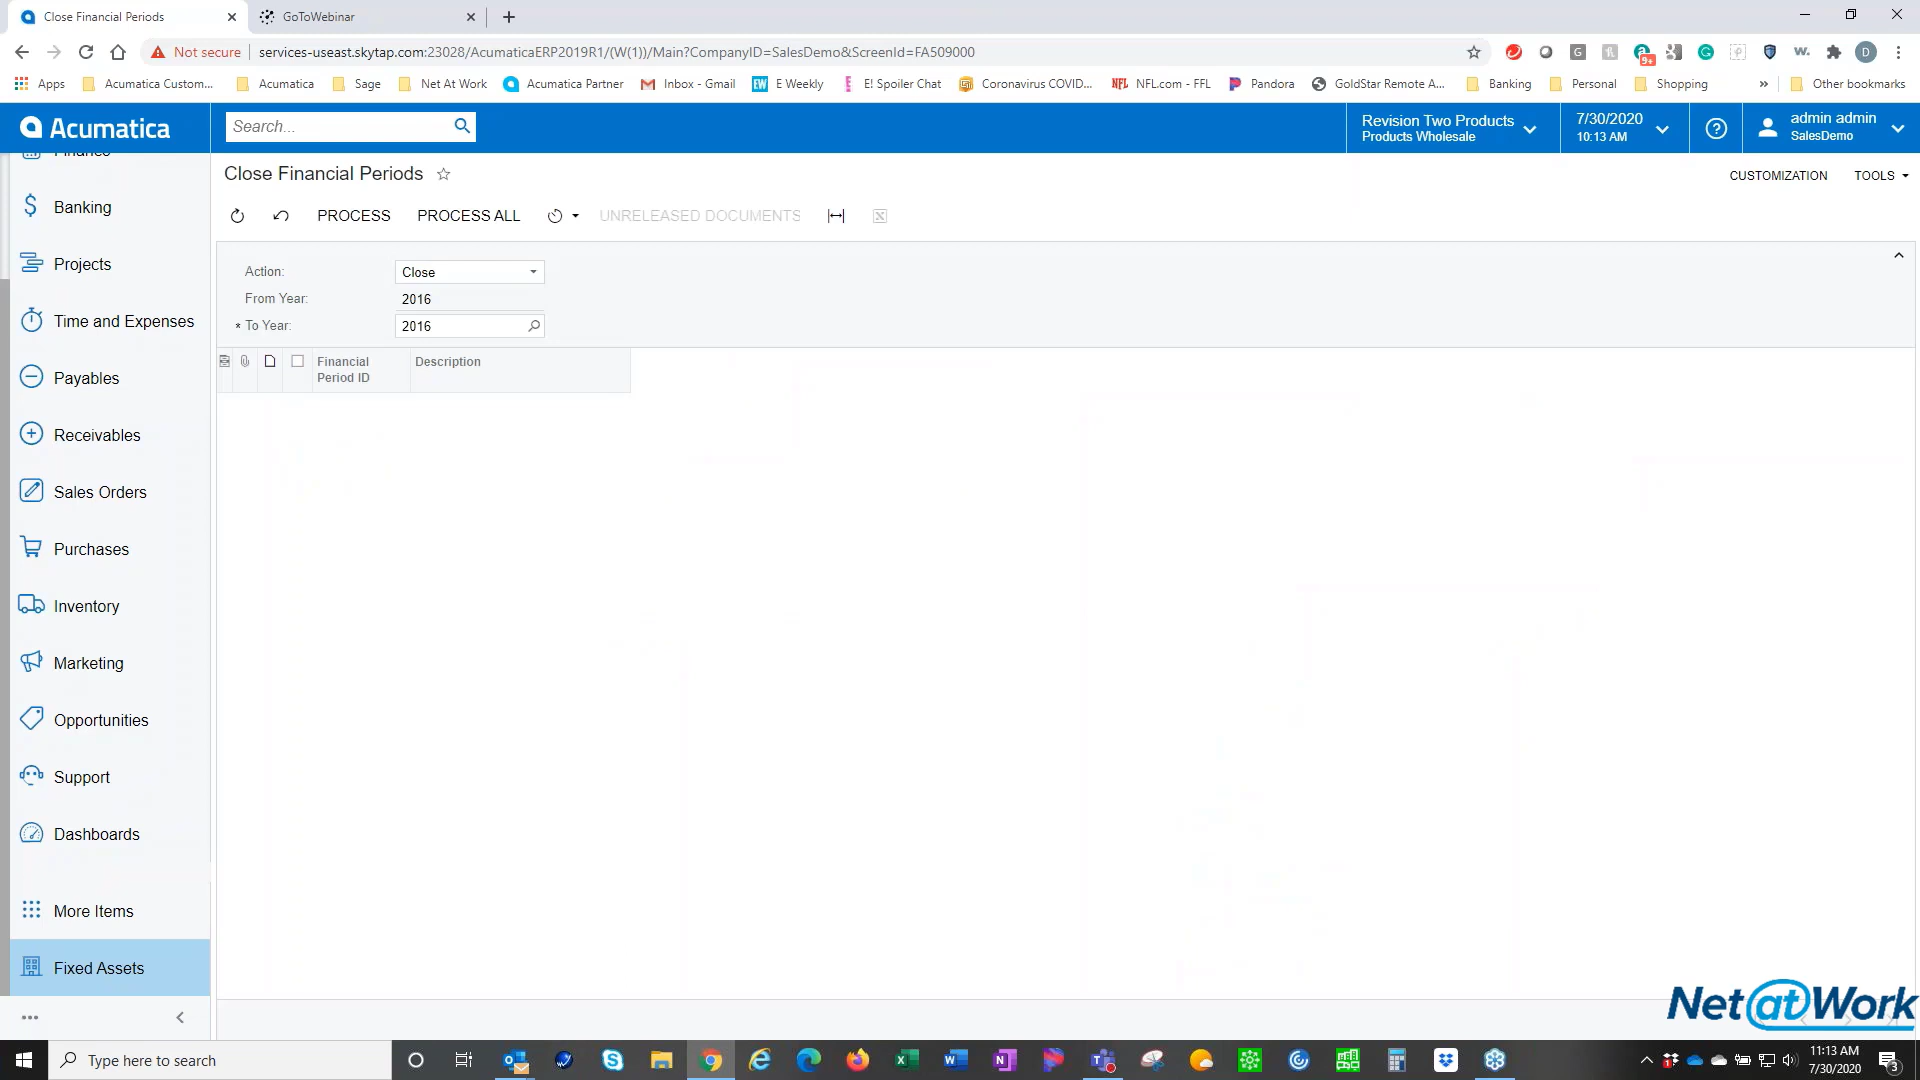 Close Financial Periods
GoToWebinar
Not secure
services-useast.skytap.com:23028/AcumaticaERP2019R1/(W(1))/Main?CompanyID=SalesDemo&ScreenId=FA509000
Apps
Acumatica Custom...
Acumatica
Sage
Net At Work
Acumatica Partner
Inbox - Gmail
E Weekly
E! Spoiler Chat
Coronavirus COVID...
NFL.com - FFL
Pandora
GoldStar Remote A...
Banking
Personal
Shopping
Other bookmarks
Acumatica
Search...
Revision Two Products
Products Wholesale
7/30/2020
10:13 AM
admin admin
SalesDemo
Close Financial Periods
CUSTOMIZATION
TOOLS
PROCESS
PROCESS ALL
UNRELEASED DOCUMENTS
Action:
Close
From Year:
2016
* To Year:
2016
Financial
Period ID
Description
Banking
Projects
Time and Expenses
Payables
Receivables
Sales Orders
Purchases
Inventory
Marketing
Opportunities
Support
Dashboards
More Items
Fixed Assets
Net at Work
Type here to search
11:13 AM
7/30/2020
3